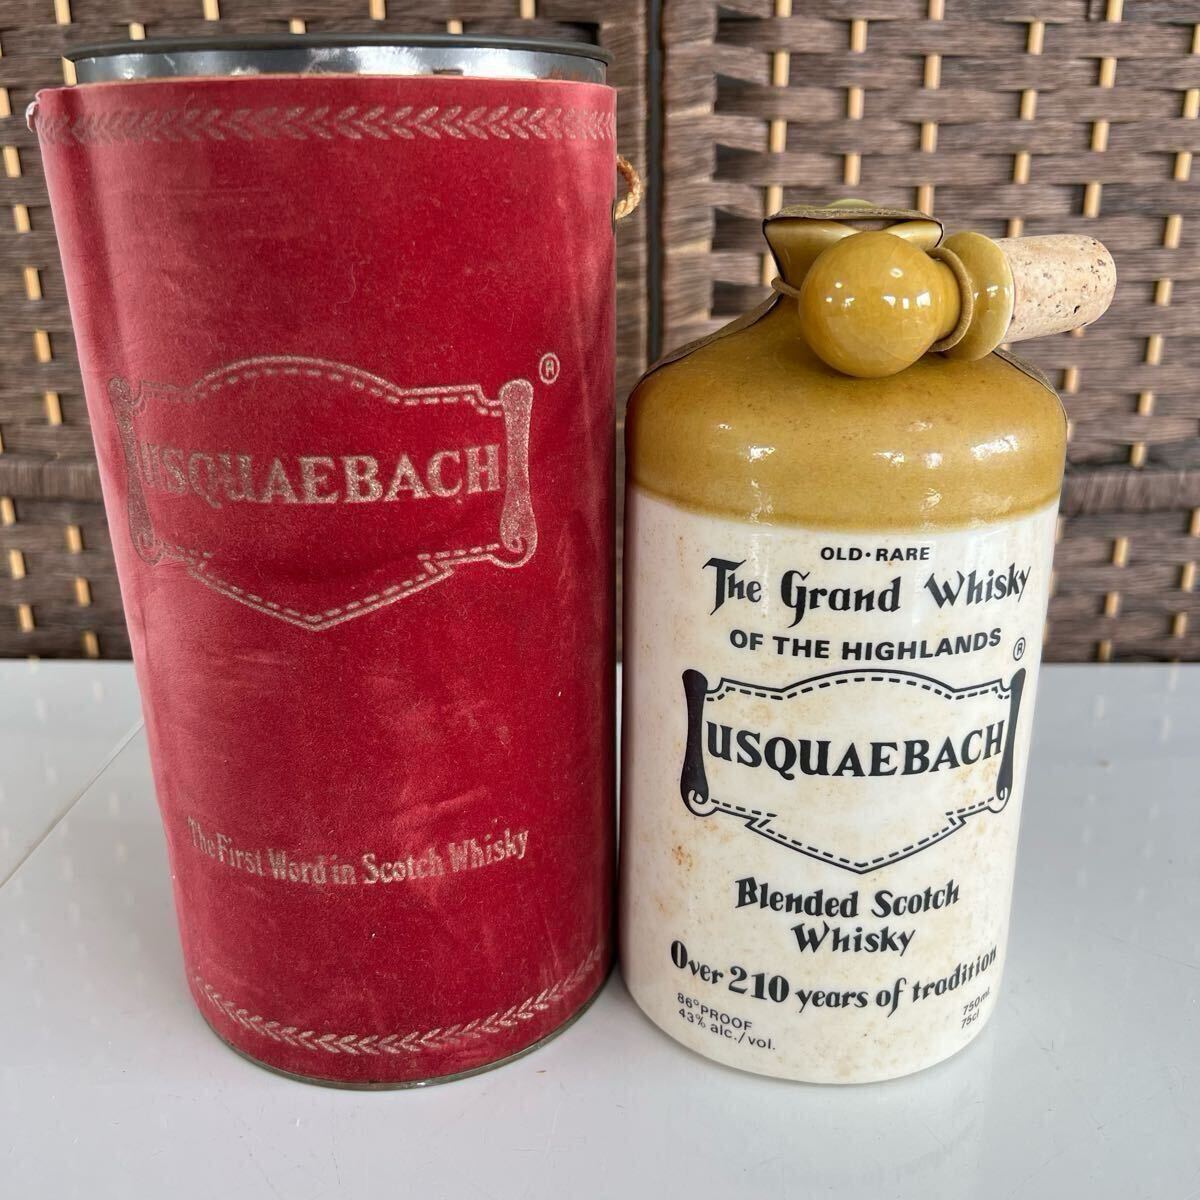 USQUAEBACH ®
The First Word in Scotch Whisky
OLD·RARE
The Grand Whisky
OF THE HIGHLANDS
®
USQUAEBACH
Blended Scotch
Whisky
Over 210 years of tradition
86° PROOF
43% alc./vol.
750ml
75cl